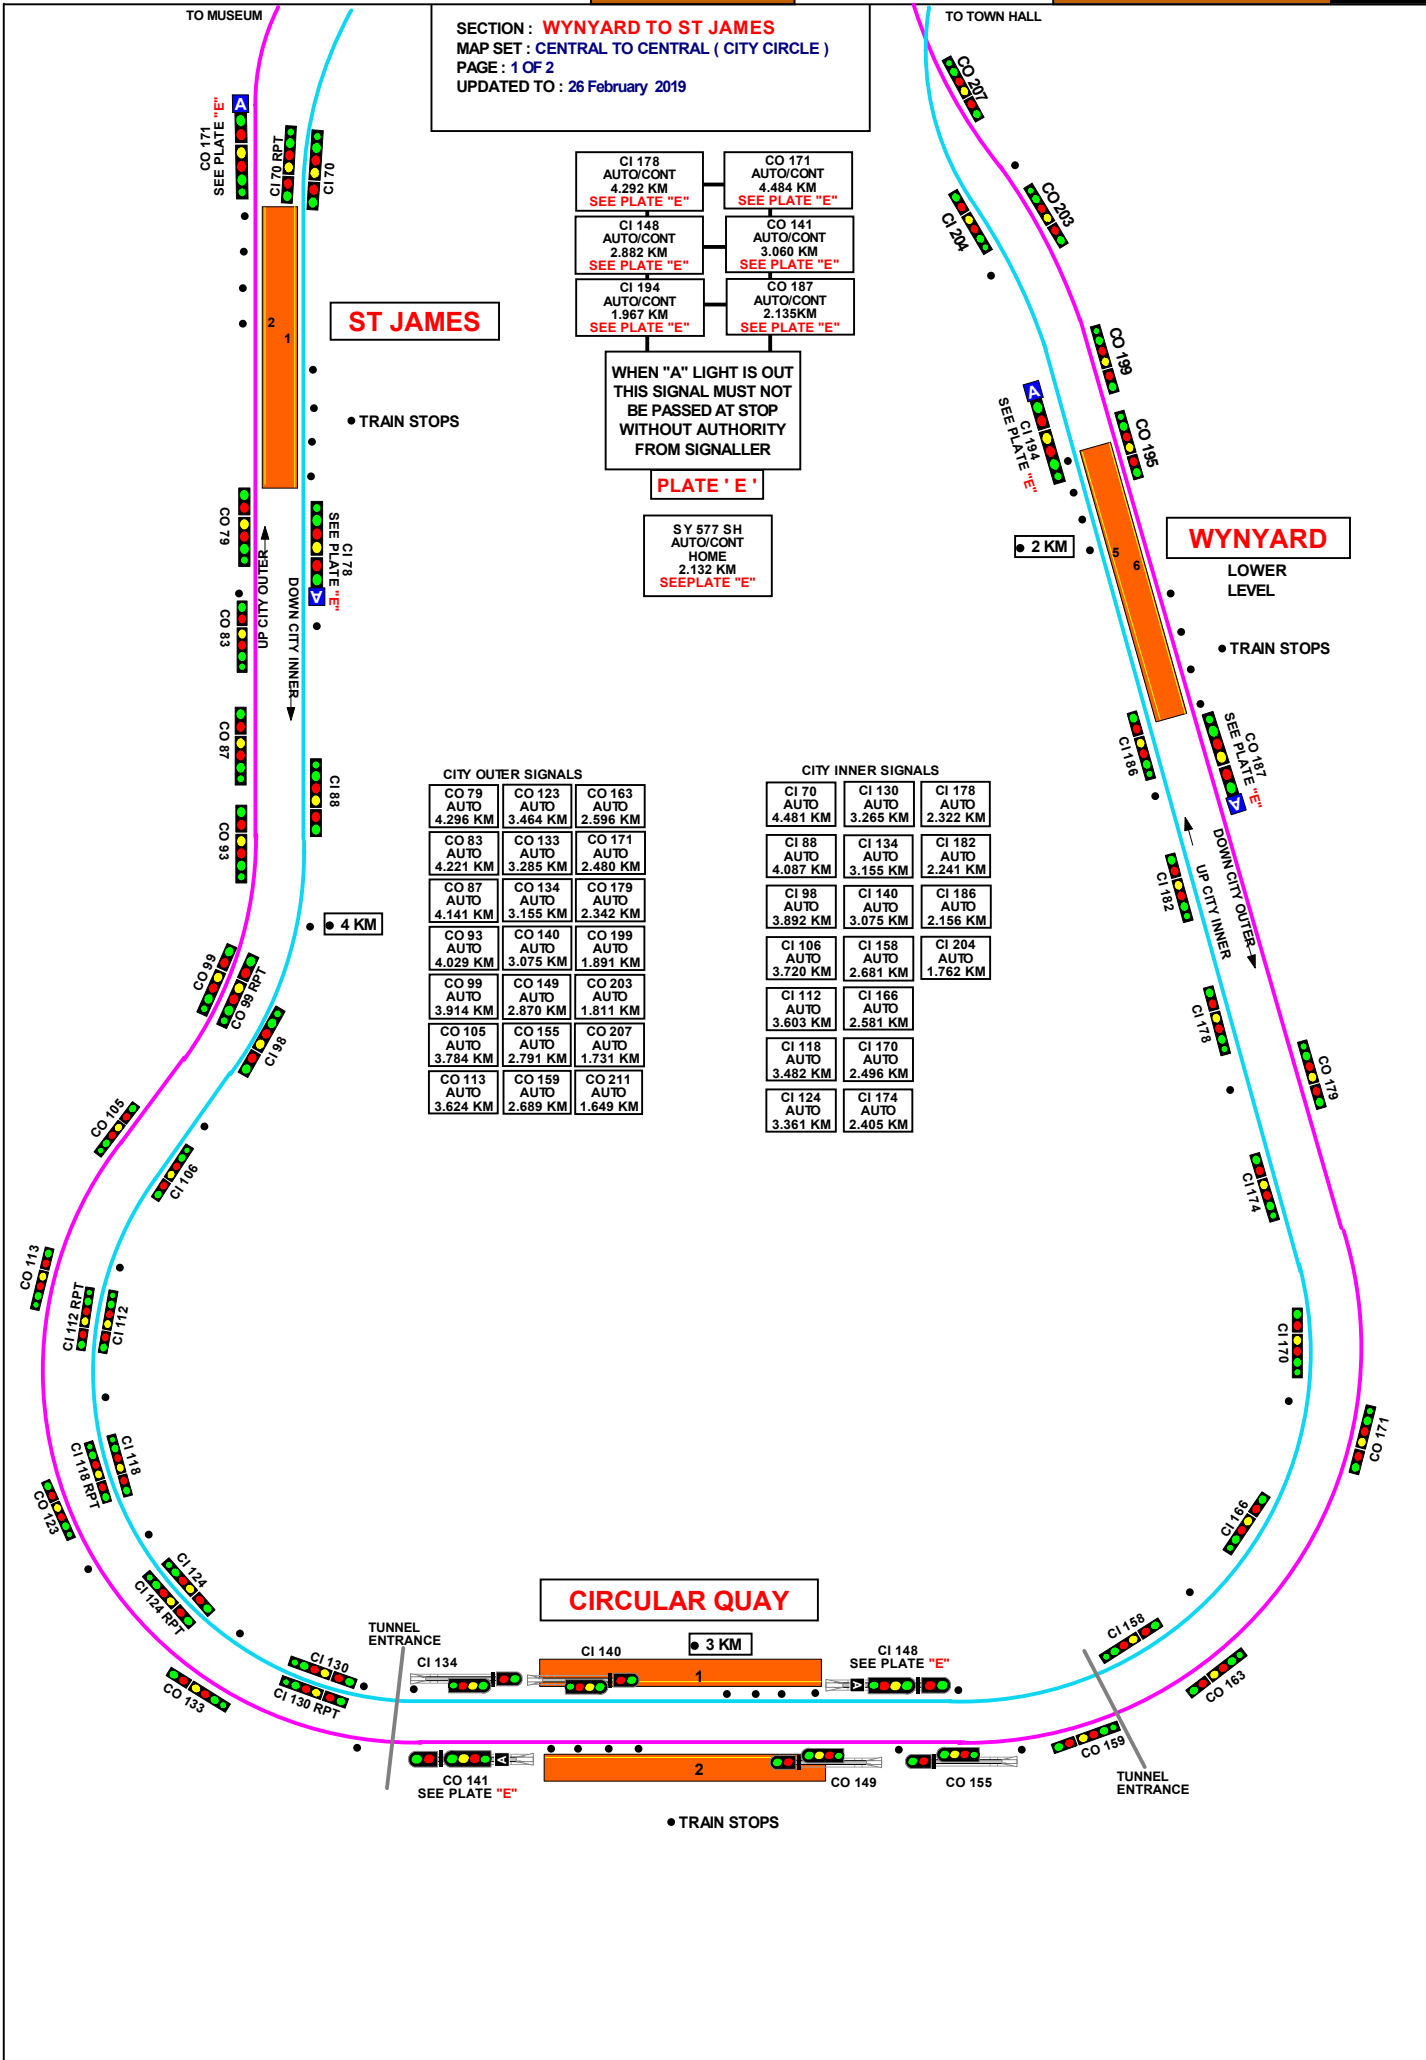 TO MUSEUM
SECTION : WYNYARD TO ST JAMES
MAP SET : CENTRAL TO CENTRAL ( CITY CIRCLE )
PAGE : 1 OF 2
UPDATED TO : 26 February 2019
TO TOWN HALL
CO 171
SEE PLATE "E"
A
CI 70 RPT
CI 70
CO 207
CO 203
CI 204
CI 178
AUTO/CONT
4.292 KM
SEE PLATE "E"
CO 171
AUTO/CONT
4.484 KM
SEE PLATE "E"
CI 148
AUTO/CONT
2.882 KM
SEE PLATE "E"
CO 141
AUTO/CONT
3.060 KM
SEE PLATE "E"
CI 194
AUTO/CONT
1.967 KM
SEE PLATE "E"
CO 187
AUTO/CONT
2.135KM
SEE PLATE "E"
WHEN "A" LIGHT IS OUT
THIS SIGNAL MUST NOT
BE PASSED AT STOP
WITHOUT AUTHORITY
FROM SIGNALLER
PLATE ' E '
SY 577 SH
AUTO/CONT
HOME
2.132 KM
SEEPLATE "E"
2
1
ST JAMES
TRAIN STOPS
CO 199
CO 195
A
CI 194
SEE PLATE "E"
2 KM
5
6
WYNYARD
LOWER
LEVEL
TRAIN STOPS
CO 79
CI 78
SEE PLATE "E"
A
UP CITY OUTER
DOWN CITY INNER
CO 83
CO 87
CI 88
CO 93
4 KM
CI 186
CO 187
SEE PLATE "E"
A
CI 182
UP CITY INNER
DOWN CITY OUTER
CITY OUTER SIGNALS
CO 79
AUTO
4.296 KM
CO 123
AUTO
3.464 KM
CO 163
AUTO
2.596 KM
CO 83
AUTO
4.221 KM
CO 133
AUTO
3.285 KM
CO 171
AUTO
2.480 KM
CO 87
AUTO
4.141 KM
CO 134
AUTO
3.155 KM
CO 179
AUTO
2.342 KM
CO 93
AUTO
4.029 KM
CO 140
AUTO
3.075 KM
CO 199
AUTO
1.891 KM
CO 99
AUTO
3.914 KM
CO 149
AUTO
2.870 KM
CO 203
AUTO
1.811 KM
CO 105
AUTO
3.784 KM
CO 155
AUTO
2.791 KM
CO 207
AUTO
1.731 KM
CO 113
AUTO
3.624 KM
CO 159
AUTO
2.689 KM
CO 211
AUTO
1.649 KM
CITY INNER SIGNALS
CI 70
AUTO
4.481 KM
CI 130
AUTO
3.265 KM
CI 178
AUTO
2.322 KM
CI 88
AUTO
4.087 KM
CI 134
AUTO
3.155 KM
CI 182
AUTO
2.241 KM
CI 98
AUTO
3.892 KM
CI 140
AUTO
3.075 KM
CI 186
AUTO
2.156 KM
CI 106
AUTO
3.720 KM
CI 158
AUTO
2.681 KM
CI 204
AUTO
1.762 KM
CI 112
AUTO
3.603 KM
CI 166
AUTO
2.581 KM
CI 118
AUTO
3.482 KM
CI 170
AUTO
2.496 KM
CI 124
AUTO
3.361 KM
CI 174
AUTO
2.405 KM
CO 99
CO 99 RPT
CI 98
CO 105
CI 106
CI 178
CO 179
CI 174
CO 113
CI 112 RPT
CI 112
CI 170
CI 118
CI 118 RPT
CO 123
CO 171
CI 166
CI 124
CI 124 RPT
CIRCULAR QUAY
3 KM
TUNNEL
ENTRANCE
CI 130
CI 130 RPT
CO 133
CI 134
CI 140
1
CI 148
SEE PLATE "E"
A
CI 158
CO 163
CO 159
A
CO 141
SEE PLATE "E"
2
CO 149
CO 155
TUNNEL
ENTRANCE
TRAIN STOPS